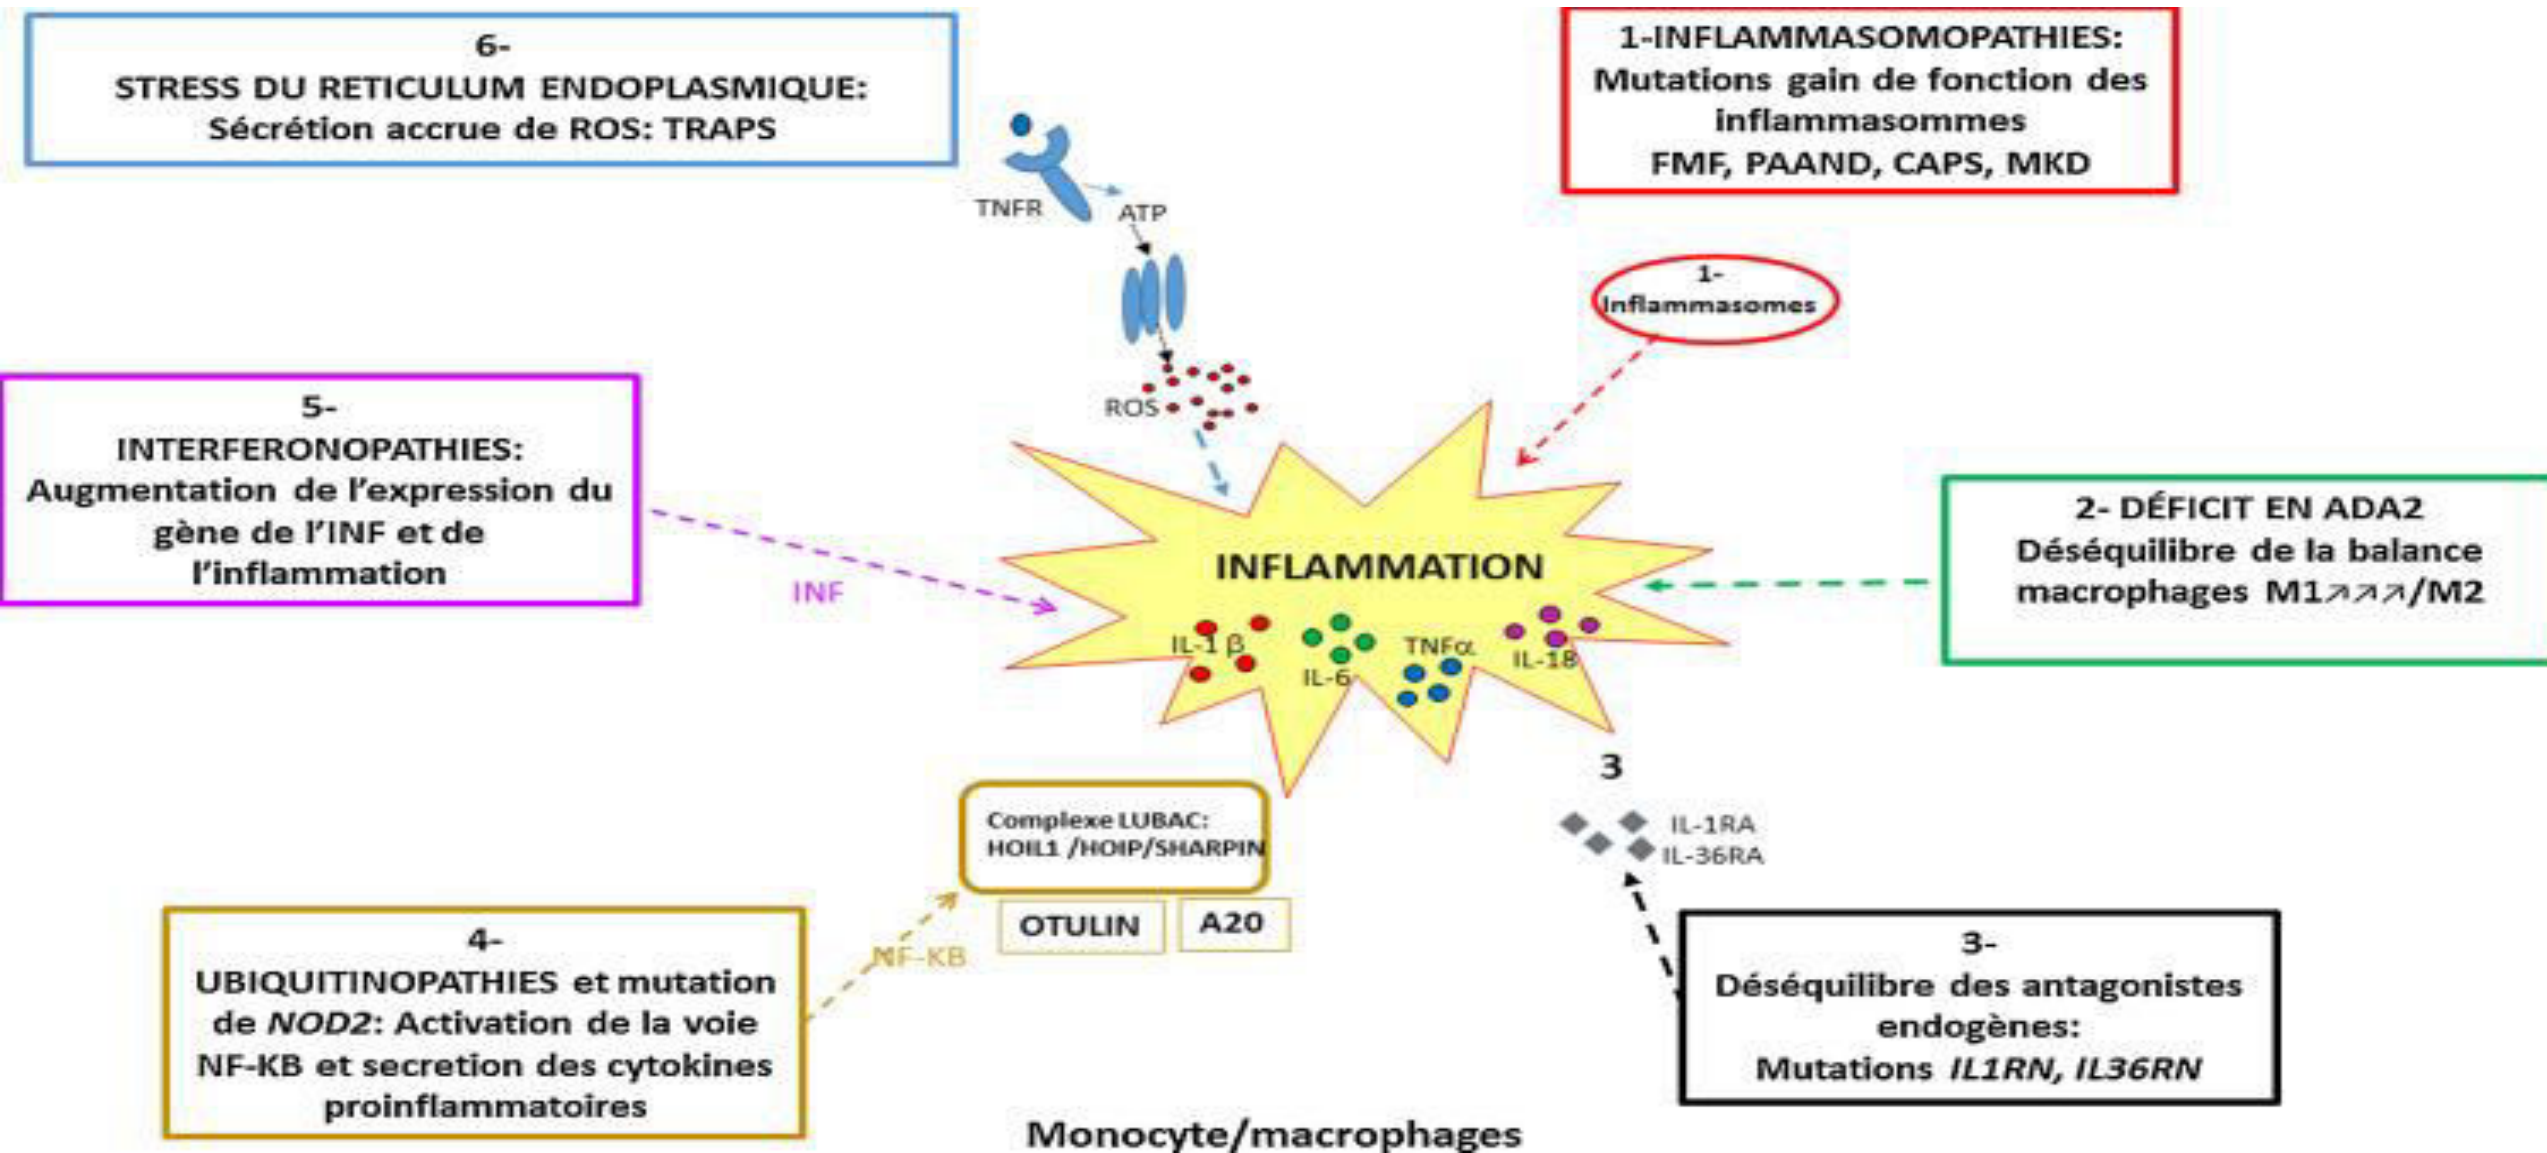 6-
STRESS DU RETICULUM ENDOPLASMIQUE:
Sécrétion accrue de ROS: TRAPS
1-INFLAMMASOMOPATHIES:
Mutations gain de fonction des
inflammasommes
FMF, PAAND, CAPS, MKD
TNFR
ATP
1-
Inflammasomes
ROS
5-
INTERFERONOPATHIES:
Augmentation de l'expression du
gène de l'INF et de
l'inflammation
INF
2- DÉFICIT EN ADA2
Déséquilibre de la balance
macrophages M1↗↗↗/M2
INFLAMMATION
IL-1 β
IL-6
TNFα
IL-18
3
IL-1RA
IL-36RA
Complexe LUBAC:
HOIL1 /HOIP/SHARPIN
OTULIN
A20
NF-KB
4-
UBIQUITINOPATHIES et mutation
de NOD2: Activation de la voie
NF-KB et secretion des cytokines
proinflammatoires
3-
Déséquilibre des antagonistes
endogènes:
Mutations IL1RN, IL36RN
Monocyte/macrophages